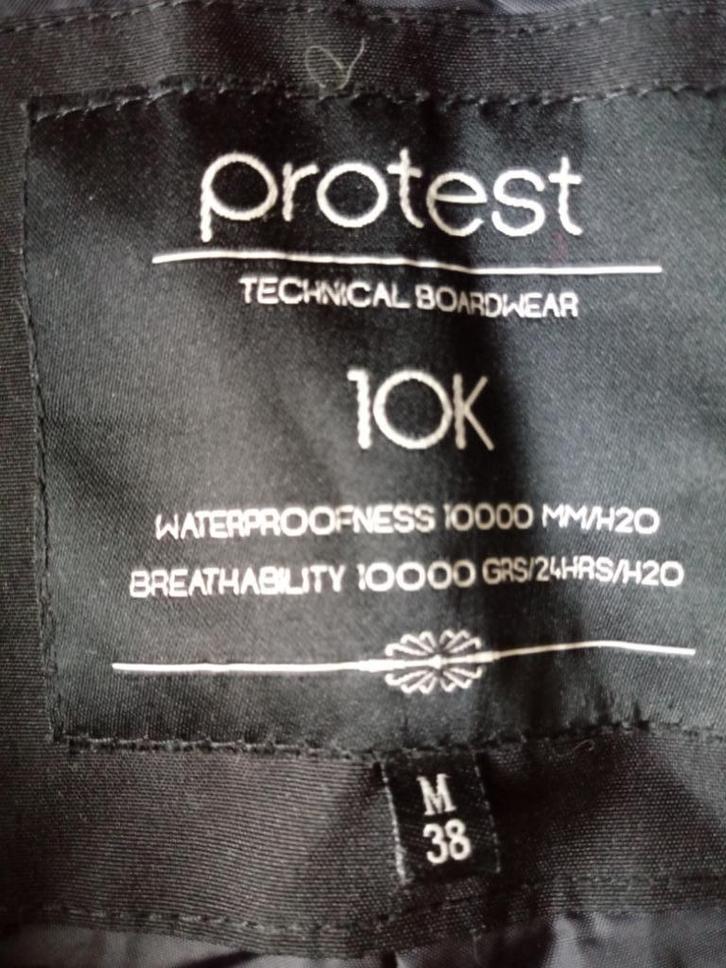 protest
TECHNICAL BOARDWEAR
10K
WATERPROOFNESS 10000 MM/H2O
BREATHABILITY 10000 GRS/24HRS/H2O
M
38